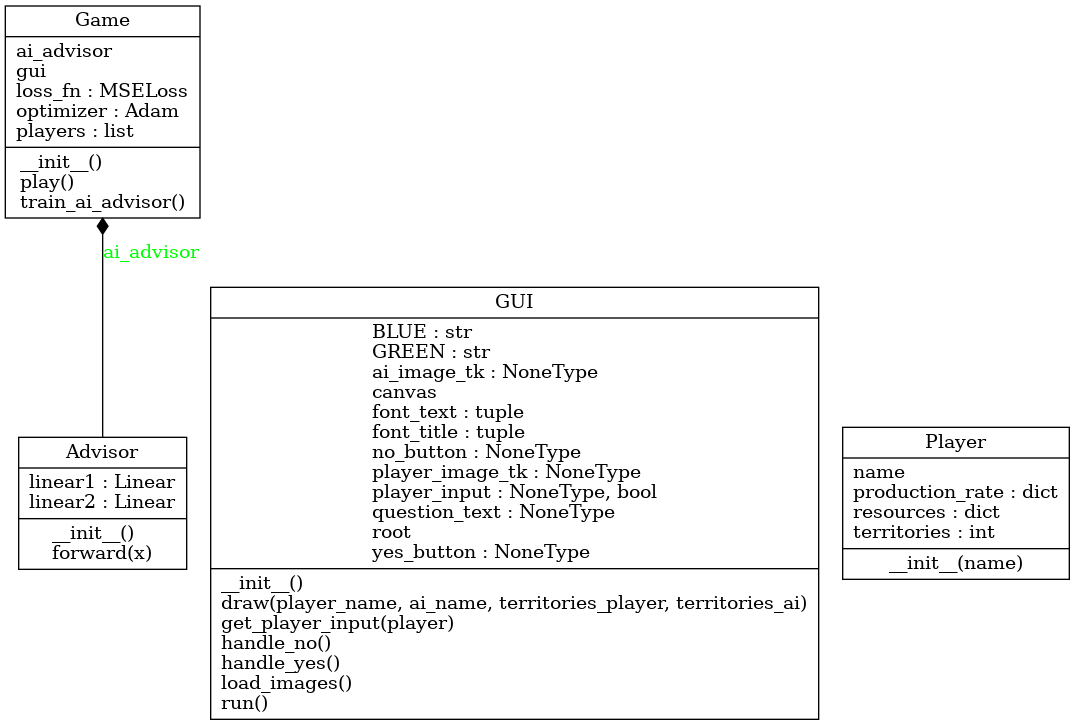 Game
ai_advisor
gui
loss_fn : MSELoss
optimizer : Adam
players : list
__init__()
play()
train_ai_advisor()
ai_advisor
Advisor
linear1 : Linear
linear2 : Linear
__init__()
forward(x)
GUI
BLUE : str
GREEN : str
ai_image_tk : NoneType
canvas
font_text : tuple
font_title : tuple
no_button : NoneType
player_image_tk : NoneType
player_input : NoneType, bool
question_text : NoneType
root
yes_button : NoneType
__init__()
draw(player_name, ai_name, territories_player, territories_ai)
get_player_input(player)
handle_no()
handle_yes()
load_images()
run()
Player
name
production_rate : dict
resources : dict
territories : int
__init__(name)